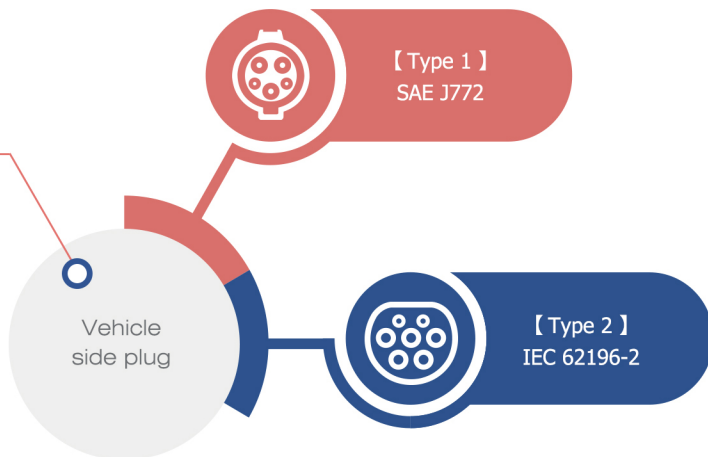 【 Type 1 】
SAE J772
Vehicle
side plug
【 Type 2 】
IEC 62196-2